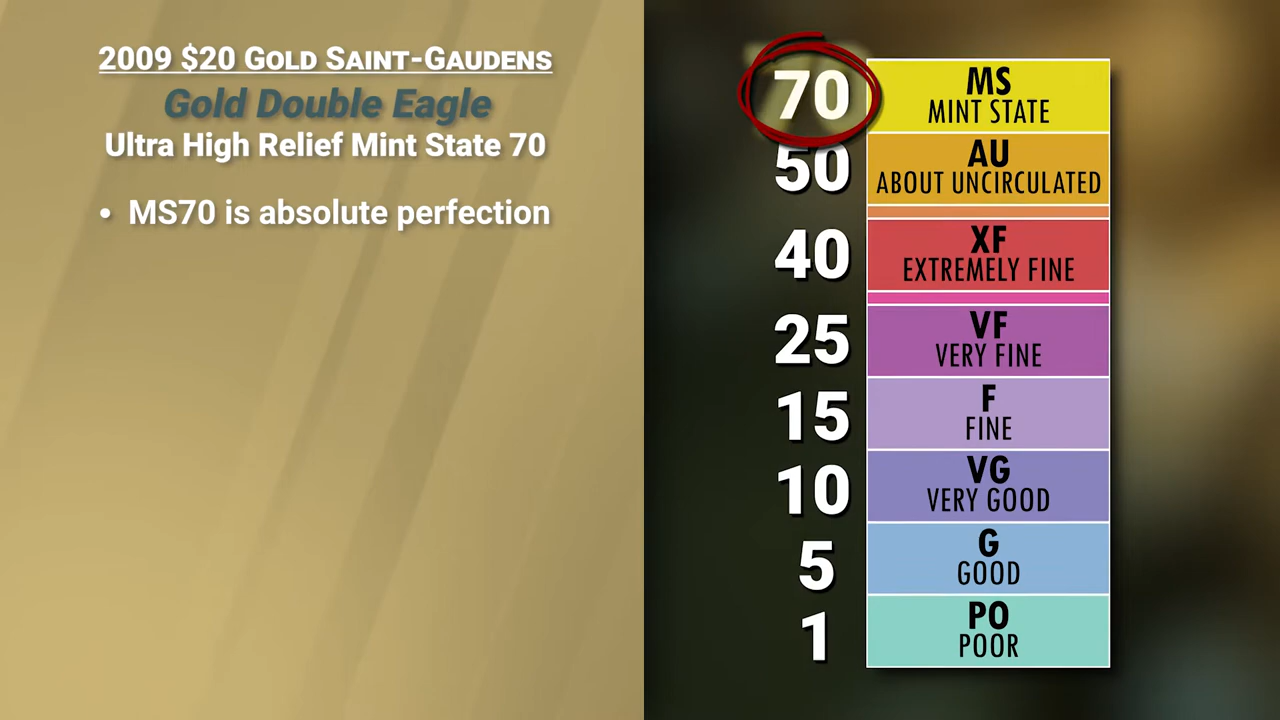 2009 $20 Gold Saint-Gaudens
Gold Double Eagle
Ultra High Relief Mint State 70
• MS70 is absolute perfection
70
MS
MINT STATE
50
AU
ABOUT UNCIRCULATED
40
XF
EXTREMELY FINE
25
VF
VERY FINE
15
F
FINE
10
VG
VERY GOOD
5
G
GOOD
1
PO
POOR